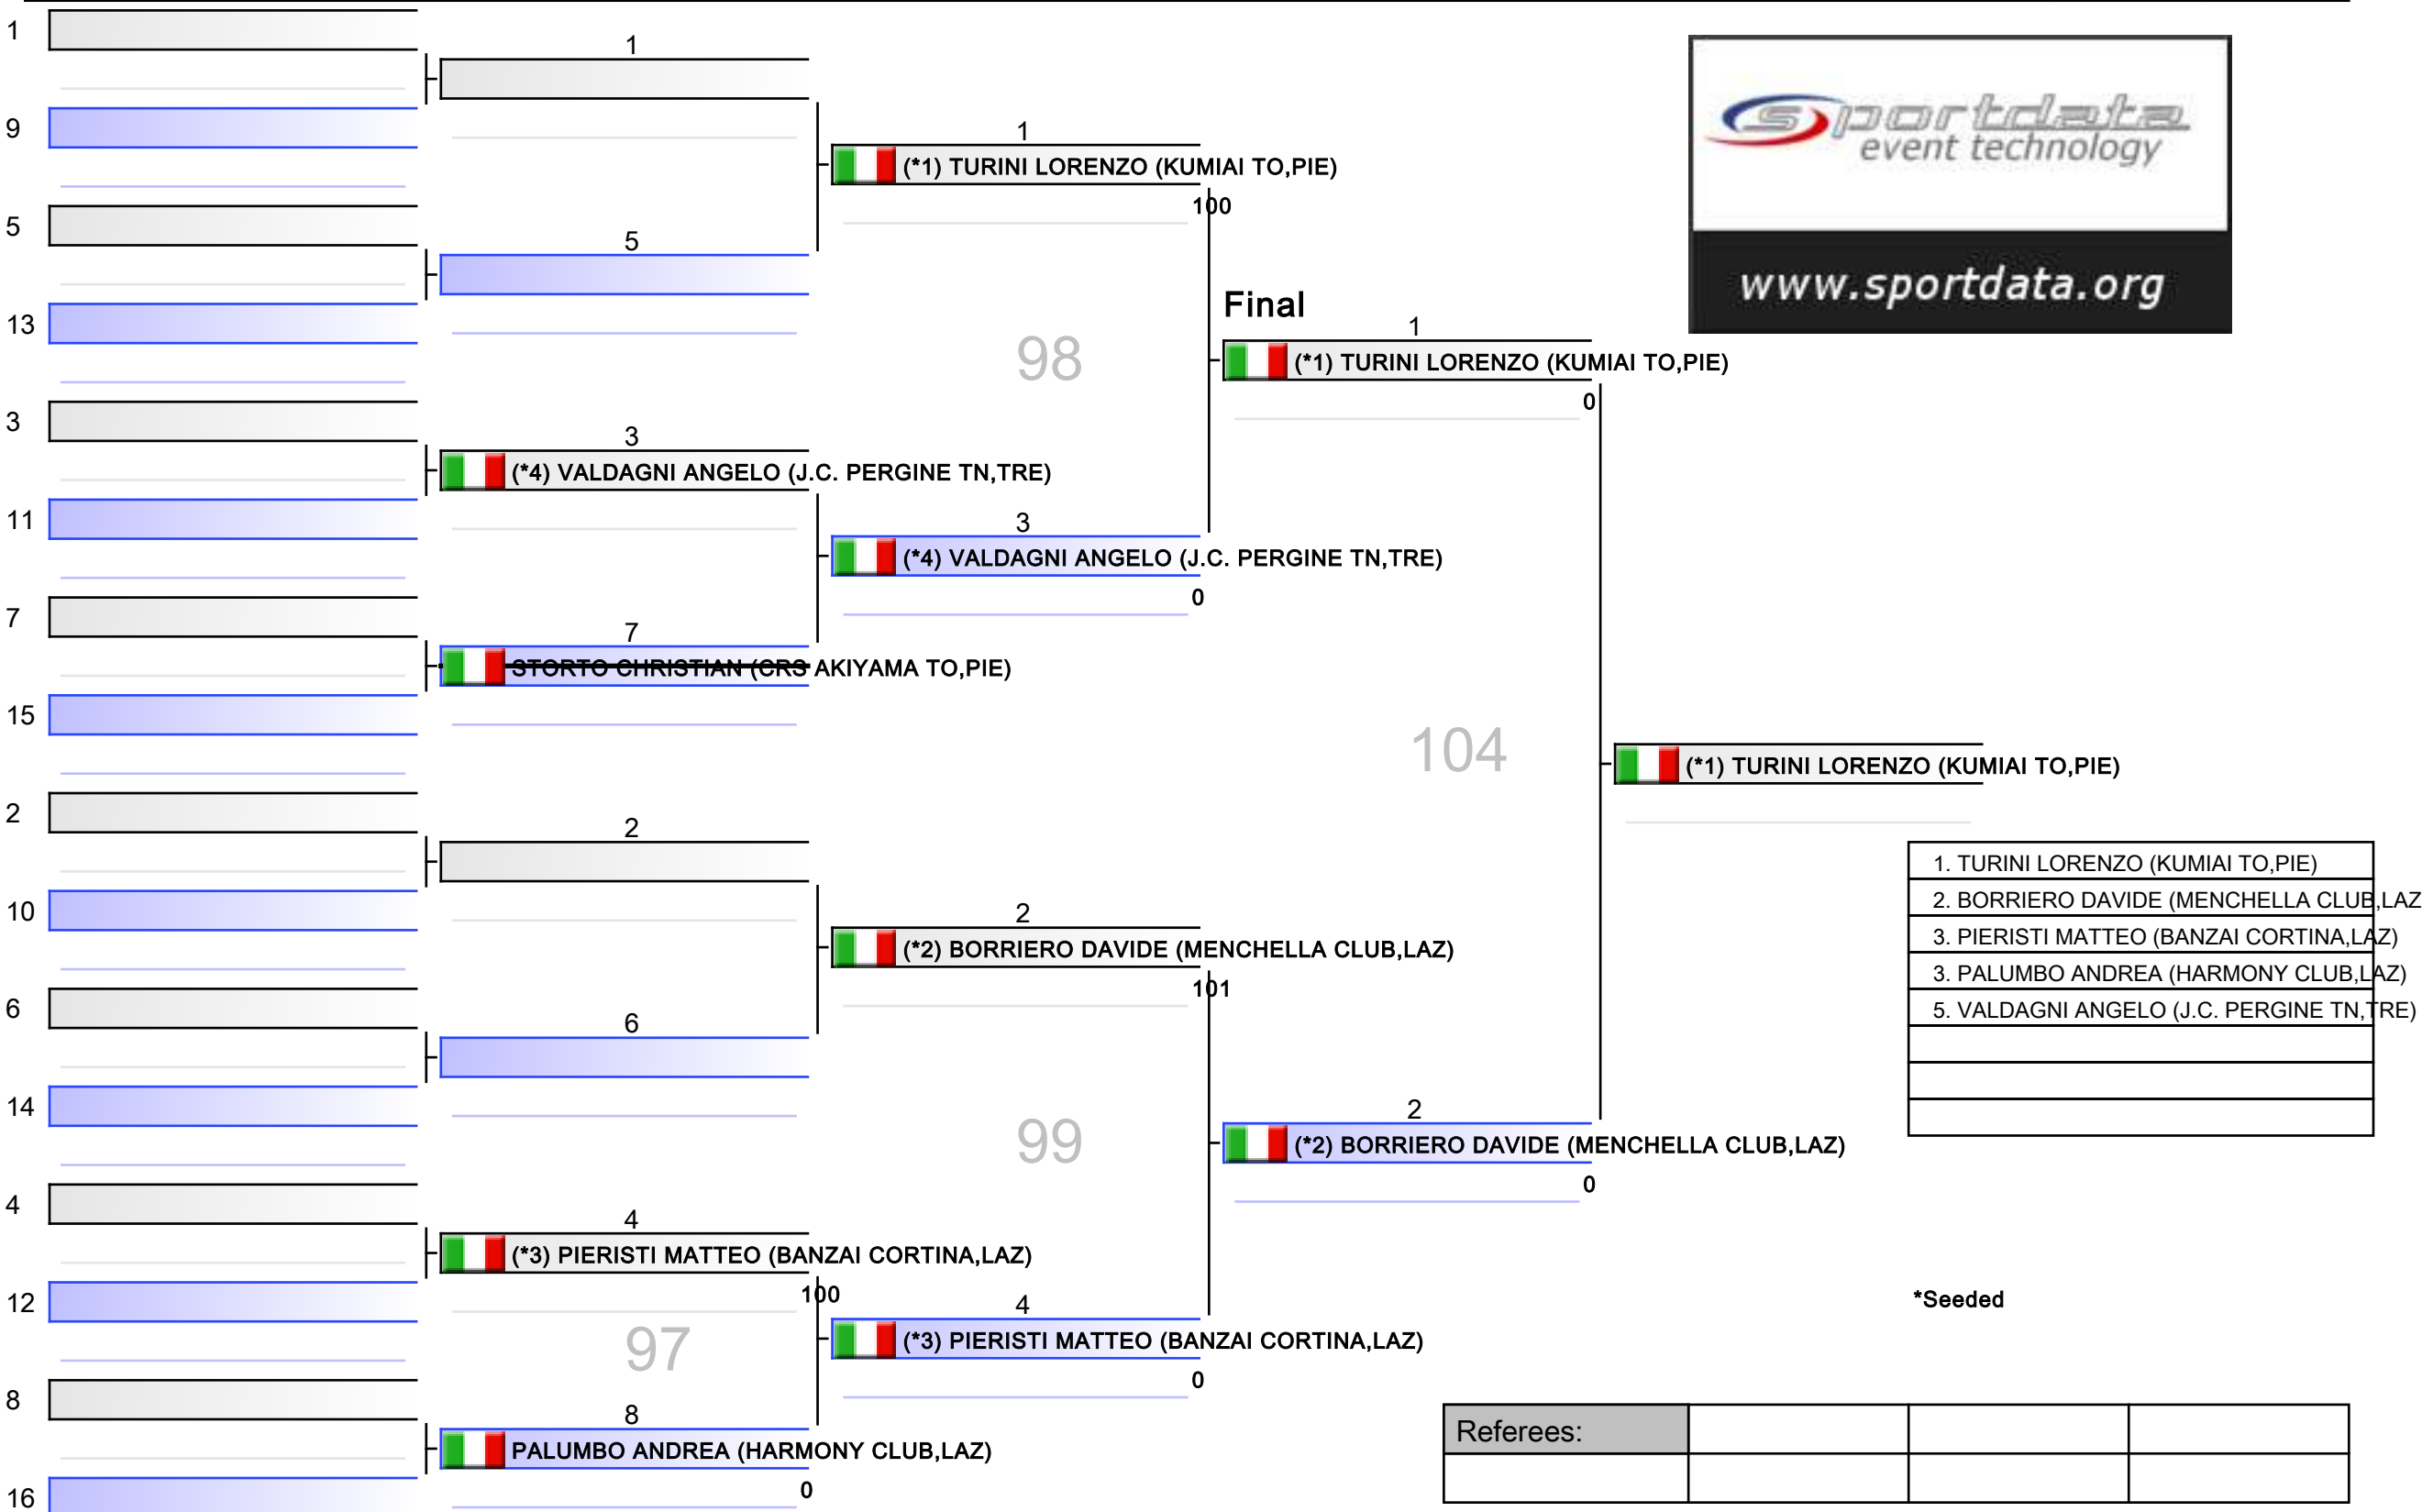 1
9
5
13
3
11
7
15
2
10
6
14
4
12
8
16
1
5
3
(*4) VALDAGNI ANGELO (J.C. PERGINE TN,TRE)
7
STORTO CHRISTIAN (CRS AKIYAMA TO,PIE)
2
6
4
(*3) PIERISTI MATTEO (BANZAI CORTINA,LAZ)
100
97
8
PALUMBO ANDREA (HARMONY CLUB,LAZ)
0
1
(*1) TURINI LORENZO (KUMIAI TO,PIE)
100
98
3
(*4) VALDAGNI ANGELO (J.C. PERGINE TN,TRE)
0
2
(*2) BORRIERO DAVIDE (MENCHELLA CLUB,LAZ)
101
99
4
(*3) PIERISTI MATTEO (BANZAI CORTINA,LAZ)
0
Final
1
(*1) TURINI LORENZO (KUMIAI TO,PIE)
0
104
2
(*2) BORRIERO DAVIDE (MENCHELLA CLUB,LAZ)
0
(*1) TURINI LORENZO (KUMIAI TO,PIE)
sportdata
event technology
www.sportdata.org
1. TURINI LORENZO (KUMIAI TO,PIE)
2. BORRIERO DAVIDE (MENCHELLA CLUB,LAZ
3. PIERISTI MATTEO (BANZAI CORTINA,LAZ)
3. PALUMBO ANDREA (HARMONY CLUB,LAZ)
5. VALDAGNI ANGELO (J.C. PERGINE TN,TRE)
*Seeded
Referees: